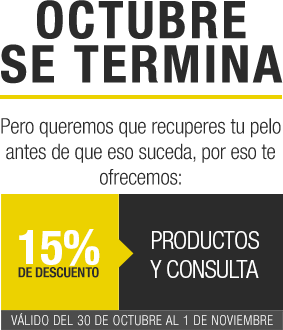 OCTUBRE
SE TERMINA
Pero queremos que recuperes tu pelo
antes de que eso suceda, por eso te
ofrecemos:
15%
DE DESCUENTO
PRODUCTOS
Y CONSULTA
VÁLIDO DEL 30 DE OCTUBRE AL 1 DE NOVIEMBRE